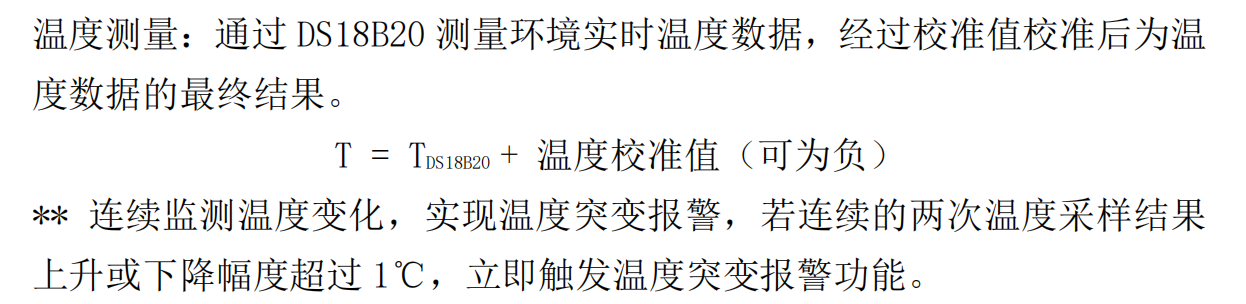 温度测量：通过 DS18B20 测量环境实时温度数据，经过校准值校准后为温
度数据的最终结果。
T = TDS18B20 + 温度校准值（可为负）
** 连续监测温度变化，实现温度突变报警，若连续的两次温度采样结果
上升或下降幅度超过 1℃，立即触发温度突变报警功能。